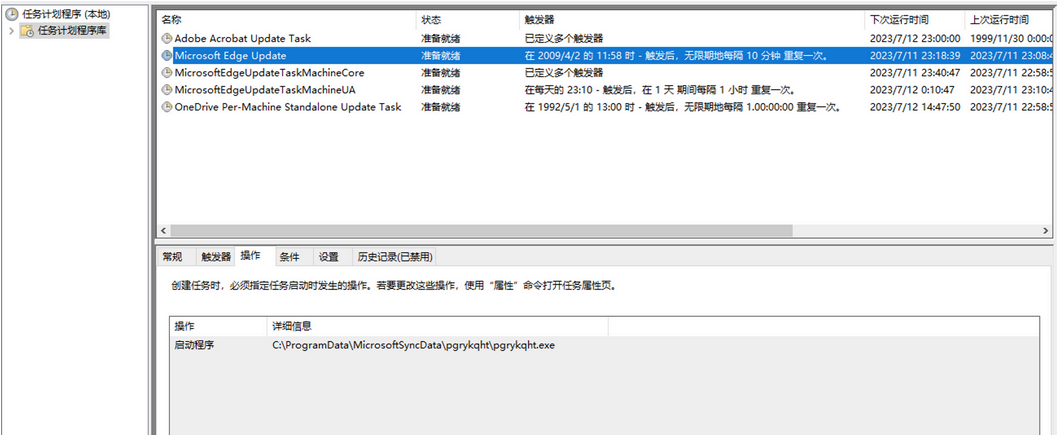 任务计划程序 (本地)
任务计划程序库
名称 状态 触发器 下次运行时间 上次运行时间
Adobe Acrobat Update Task 准备就绪 已定义多个触发器 2023/7/12 23:00:00 1999/11/30 0:00:0
Microsoft Edge Update 准备就绪 在 2009/4/2 的 11:58 时 - 触发后，无限期地每隔 10 分钟 重复一次。 2023/7/11 23:18:39 2023/7/11 23:08:4
MicrosoftEdgeUpdateTaskMachineCore 准备就绪 已定义多个触发器 2023/7/11 23:40:47 2023/7/11 22:58:5
MicrosoftEdgeUpdateTaskMachineUA 准备就绪 在每天的 23:10 - 触发后，在 1 天 期间每隔 1 小时 重复一次。 2023/7/12 0:10:47 2023/7/11 23:10:4
OneDrive Per-Machine Standalone Update Task 准备就绪 在 1992/5/1 的 13:00 时 - 触发后，无限期地每隔 1.00:00:00 重复一次。 2023/7/12 14:47:50 2023/7/11 22:58:5
常规 触发器 操作 条件 设置 历史记录(已禁用)
创建任务时，必须指定任务启动时发生的操作。若要更改这些操作，使用“属性”命令打开任务属性页。
操作 详细信息
启动程序 C:\ProgramData\MicrosoftSyncData\pgrykqht\pgrykqht.exe